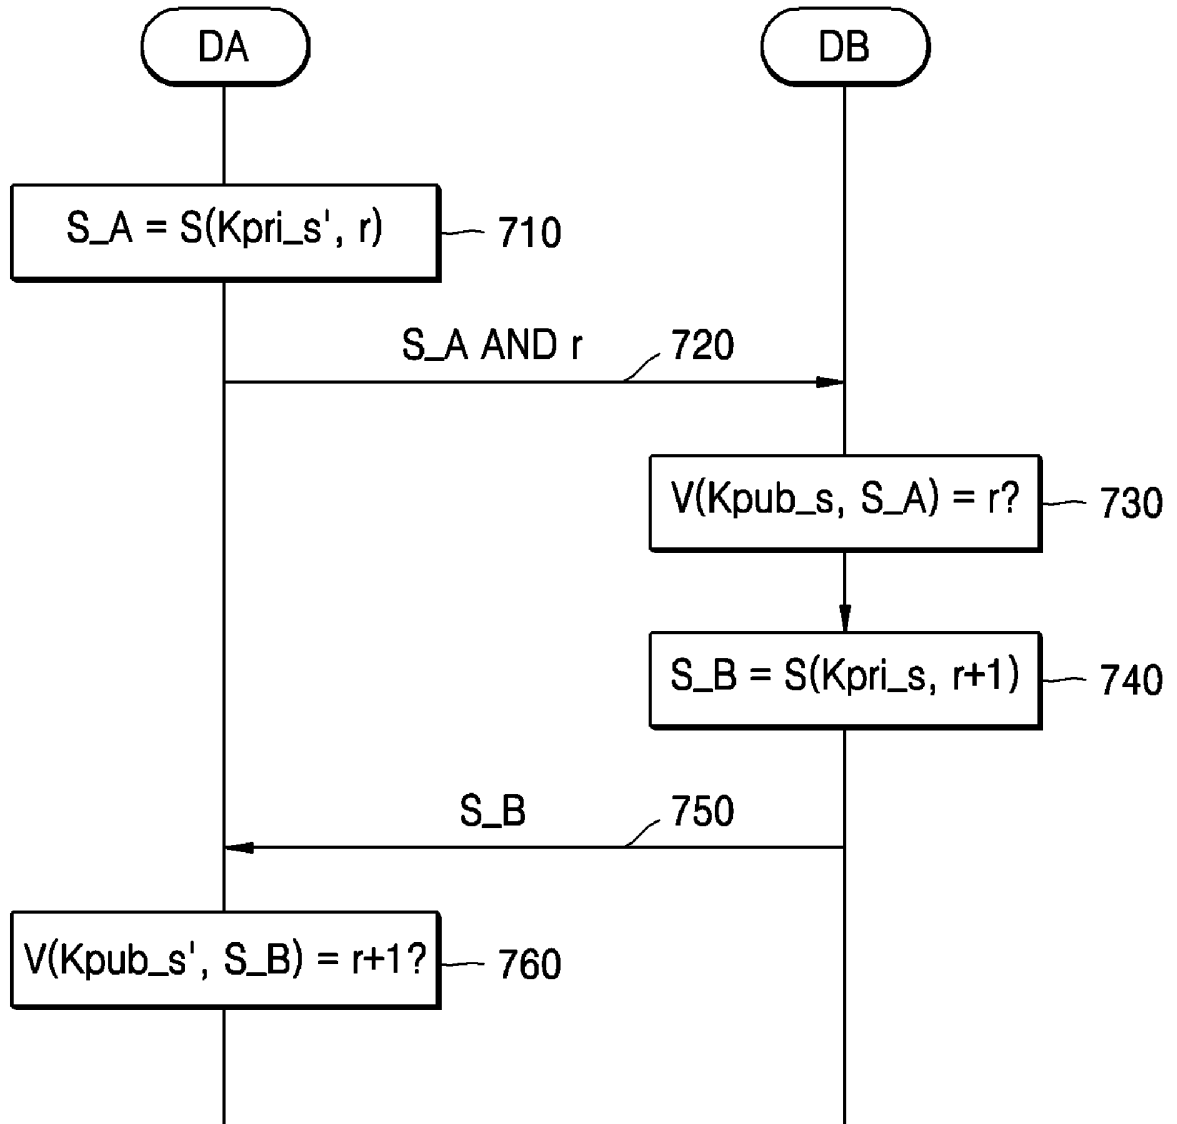 DA
DB
S_A = S(Kpri_s', r)
710
S_A AND r
720
V(Kpub_s, S_A) = r?
730
S_B = S(Kpri_s, r+1)
740
S_B
750
V(Kpub_s', S_B) = r+1?
760